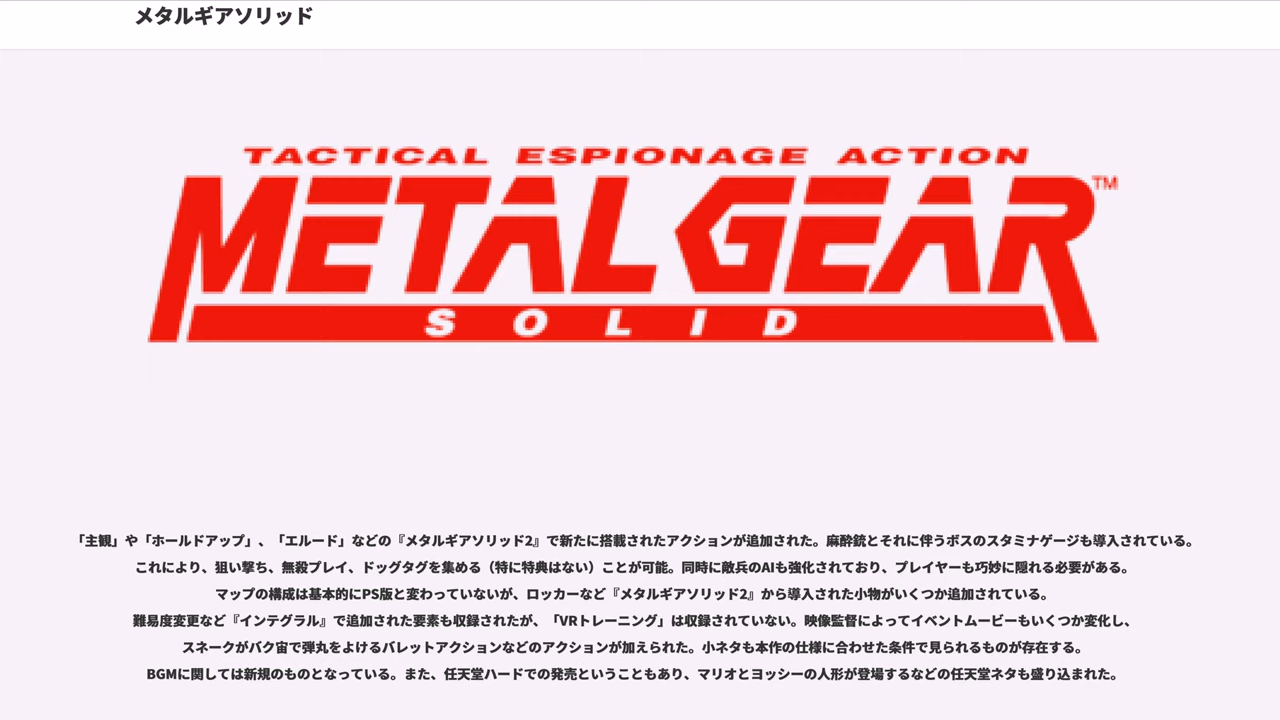 メタルギアソリッド
TACTICAL ESPIONAGE ACTION
METAL GEAR TM
SOLID
「主観」や「ホールドアップ」、「エルード」などの『メタルギアソリッド2』で新たに搭載されたアクションが追加された。麻酔銃とそれに伴うボスのスタミナゲージも導入されている。
これにより、狙い撃ち、無殺プレイ、ドッグタグを集める（特に特典はない）ことが可能。同時に敵兵のAIも強化されており、プレイヤーも巧妙に隠れる必要がある。
マップの構成は基本的にPS版と変わっていないが、ロッカーなど『メタルギアソリッド2』から導入された小物がいくつか追加されている。
難易度変更など『インテグラル』で追加された要素も収録されたが、「VRトレーニング」は収録されていない。映像監督によってイベントムービーもいくつか変化し、
スネークがバク宙で弾丸をよけるバレットアクションなどのアクションが加えられた。小ネタも本作の仕様に合わせた条件で見られるものが存在する。
BGMに関しては新規のものとなっている。また、任天堂ハードでの発売ということもあり、マリオとヨッシーの人形が登場するなどの任天堂ネタも盛り込まれた。